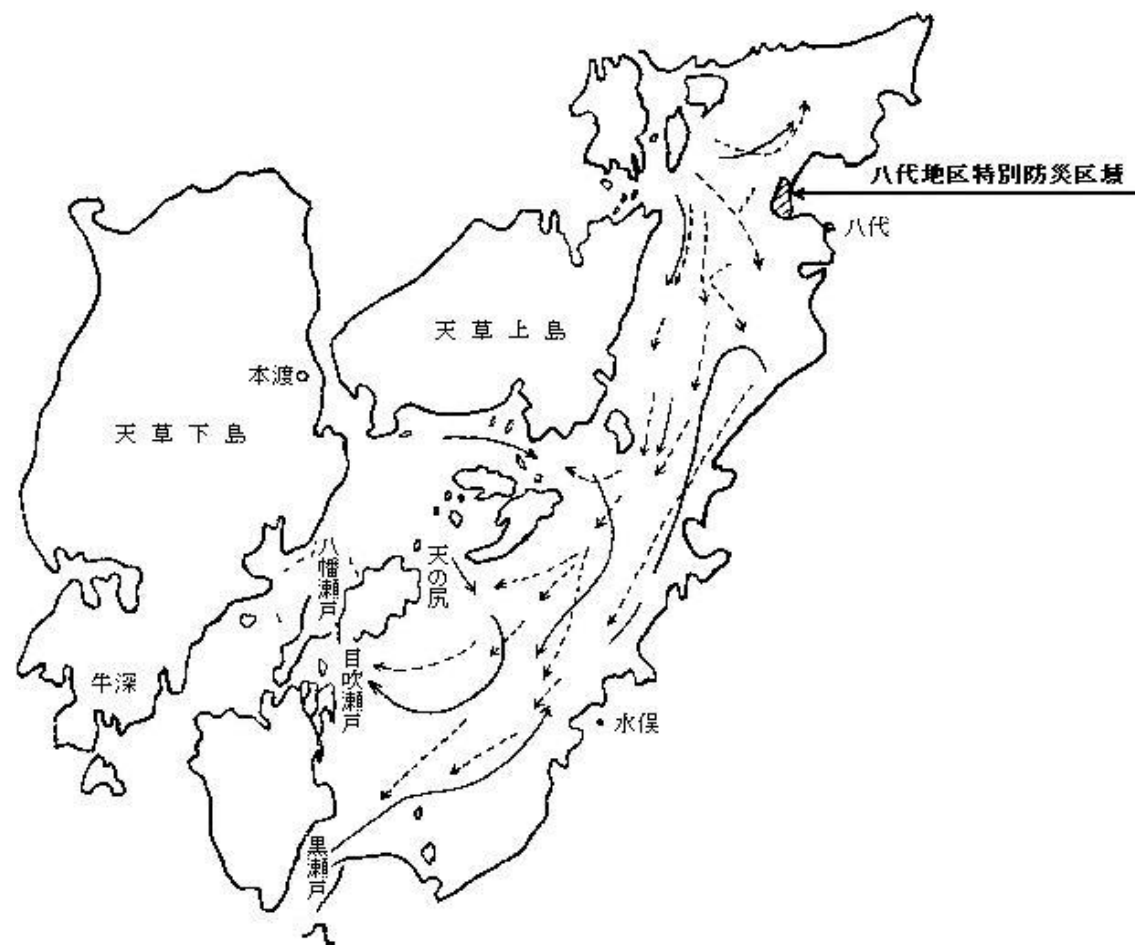 八代地区特別防災区域
八代
天草上島
本渡
天草下島
八幡瀬戸
天の尻
目吹瀬戸
牛深
水俣
黒瀬戸